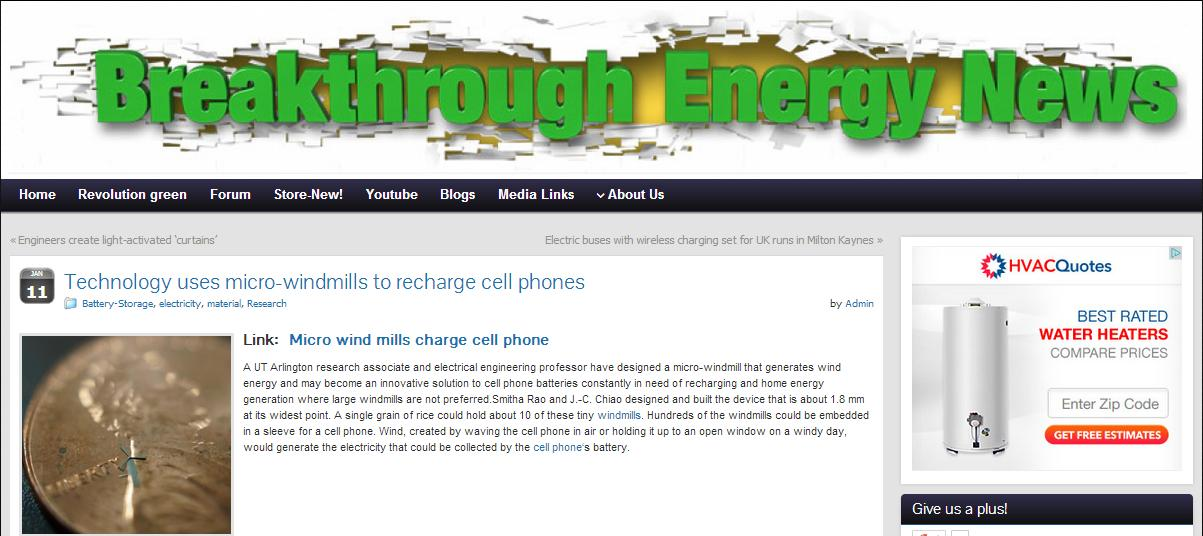 Breakthrough Energy News
Home Revolution green Forum Store-New! Youtube Blogs Media Links About Us
« Engineers create light-activated ‘curtains’ Electric buses with wireless charging set for UK runs in Milton Kaynes »
JAN
11
Technology uses micro-windmills to recharge cell phones
Battery-Storage, electricity, material, Research by Admin
Link: Micro wind mills charge cell phone
A UT Arlington research associate and electrical engineering professor have designed a micro-windmill that generates wind
energy and may become an innovative solution to cell phone batteries constantly in need of recharging and home energy
generation where large windmills are not preferred.Smitha Rao and J.-C. Chiao designed and built the device that is about 1.8 mm
at its widest point. A single grain of rice could hold about 10 of these tiny windmills. Hundreds of the windmills could be embedded
in a sleeve for a cell phone. Wind, created by waving the cell phone in air or holding it up to an open window on a windy day,
would generate the electricity that could be collected by the cell phone‘s battery.
LIBERTY
HVACQuotes
BEST RATED
WATER HEATERS
COMPARE PRICES
Enter Zip Code
GET FREE ESTIMATES
Give us a plus!